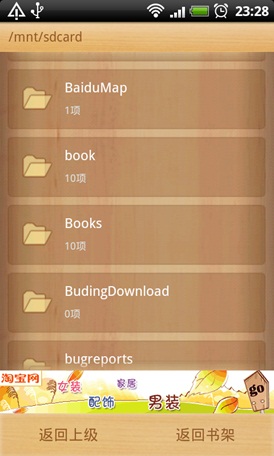 23:28
/mnt/sdcard
BaiduMap
1项
book
10项
Books
10项
BudingDownload
0项
bugreports
淘宝网
女装
家居
配饰
男装
go
返回上级
返回书架